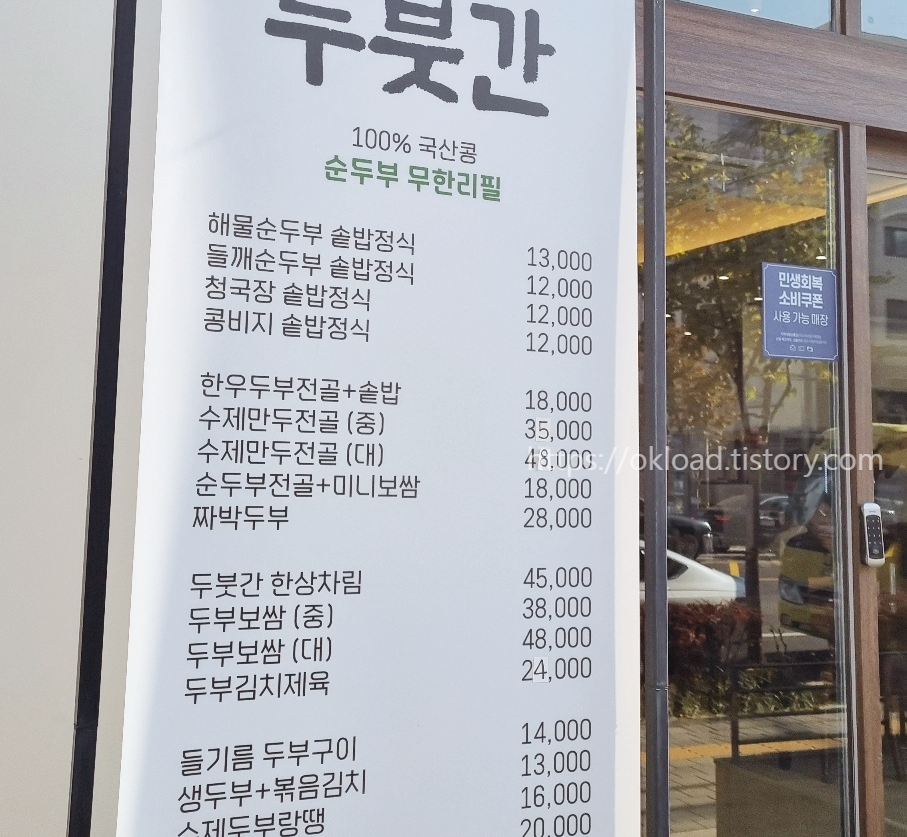 두붓간
100% 국산콩
순두부 무한리필
해물순두부 솥밥정식 13,000
들깨순두부 솥밥정식 12,000
청국장 솥밥정식 12,000
콩비지 솥밥정식 12,000
한우두부전골+솥밥 18,000
수제만두전골 (중) 35,000
수제만두전골 (대) 48,000
순두부전골+미니보쌈 18,000
짜박두부 28,000
두붓간 한상차림 45,000
두부보쌈 (중) 38,000
두부보쌈 (대) 48,000
두부김치제육 24,000
들기름 두부구이 14,000
생두부+볶음김치 13,000
수제두부랑땡 16,000
20,000
민생회복
소비쿠폰
사용 가능 매장
https://okload.tistory.com